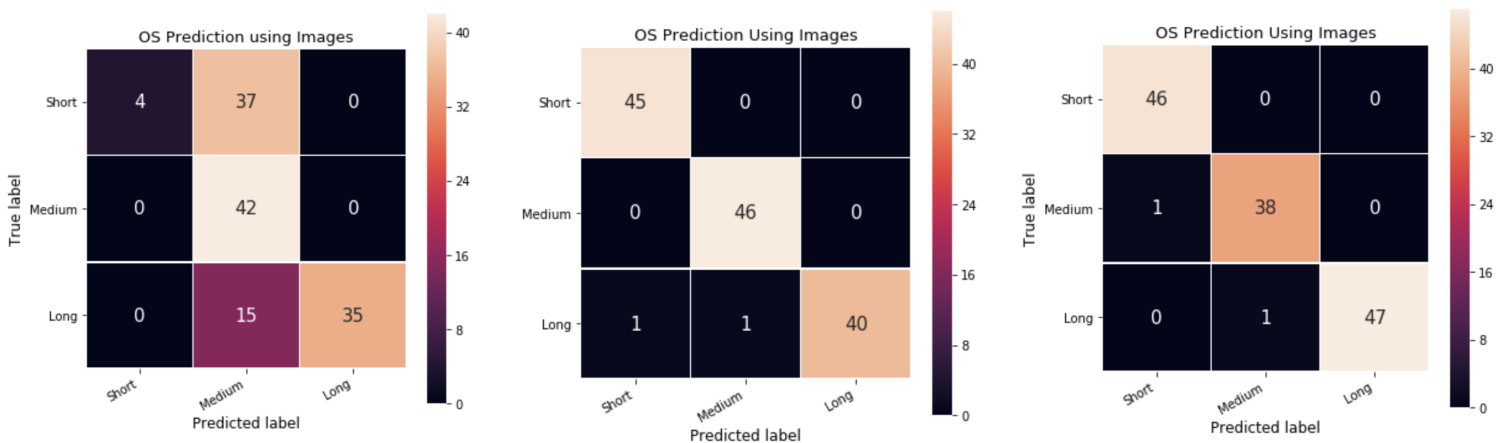 OS Prediction using Images
True label
Short
4 37 0
Medium
0 42 0
Long
0 15 35
Short Medium Long
Predicted label
40
32
24
16
8
0
OS Prediction Using Images
Short
45 0 0
Medium
0 46 0
Long
1 1 40
Short Medium Long
Predicted label
40
32
24
16
8
0
OS Prediction Using Images
True label
Short
46 0 0
Medium
1 38 0
Long
0 1 47
Short Medium Long
Predicted label
40
32
24
16
8
0